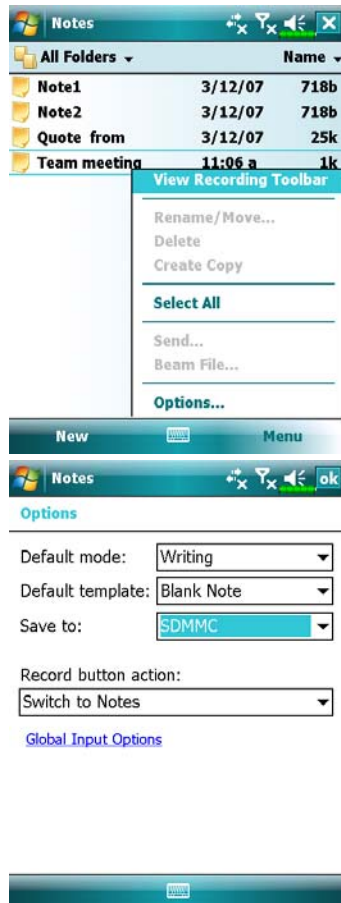 Notes
All Folders Name
Note1 3/12/07 718b
Note2 3/12/07 718b
Quote from 3/12/07 25k
Team meeting 11:06 a 1k
View Recording Toolbar
Rename/Move...
Delete
Create Copy
Select All
Send...
Beam File...
Options...
New Menu
Notes ok
Options
Default mode: Writing
Default template: Blank Note
Save to: SDMMC
Record button action:
Switch to Notes
Global Input Options